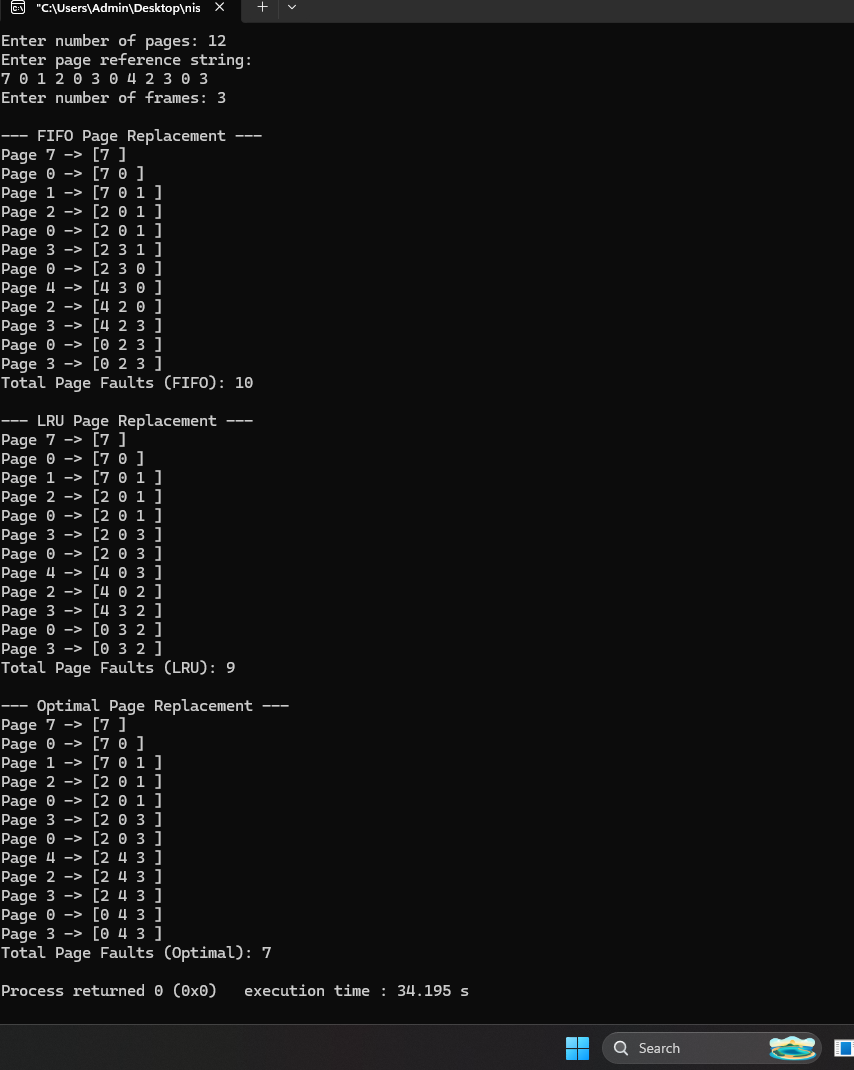 "C:\Users\Admin\Desktop\nis
Enter number of pages: 12
Enter page reference string:
7 0 1 2 0 3 0 4 2 3 0 3
Enter number of frames: 3
--- FIFO Page Replacement ---
Page 7 -> [7 ]
Page 0 -> [7 0 ]
Page 1 -> [7 0 1 ]
Page 2 -> [2 0 1 ]
Page 0 -> [2 0 1 ]
Page 3 -> [2 3 1 ]
Page 0 -> [2 3 0 ]
Page 4 -> [4 3 0 ]
Page 2 -> [4 2 0 ]
Page 3 -> [4 2 3 ]
Page 0 -> [0 2 3 ]
Page 3 -> [0 2 3 ]
Total Page Faults (FIFO): 10
--- LRU Page Replacement ---
Page 7 -> [7 ]
Page 0 -> [7 0 ]
Page 1 -> [7 0 1 ]
Page 2 -> [2 0 1 ]
Page 0 -> [2 0 1 ]
Page 3 -> [2 0 3 ]
Page 0 -> [2 0 3 ]
Page 4 -> [4 0 3 ]
Page 2 -> [4 0 2 ]
Page 3 -> [4 3 2 ]
Page 0 -> [0 3 2 ]
Page 3 -> [0 3 2 ]
Total Page Faults (LRU): 9
--- Optimal Page Replacement ---
Page 7 -> [7 ]
Page 0 -> [7 0 ]
Page 1 -> [7 0 1 ]
Page 2 -> [2 0 1 ]
Page 0 -> [2 0 1 ]
Page 3 -> [2 0 3 ]
Page 0 -> [2 0 3 ]
Page 4 -> [2 4 3 ]
Page 2 -> [2 4 3 ]
Page 3 -> [2 4 3 ]
Page 0 -> [0 4 3 ]
Page 3 -> [0 4 3 ]
Total Page Faults (Optimal): 7
Process returned 0 (0x0)   execution time : 34.195 s
Search